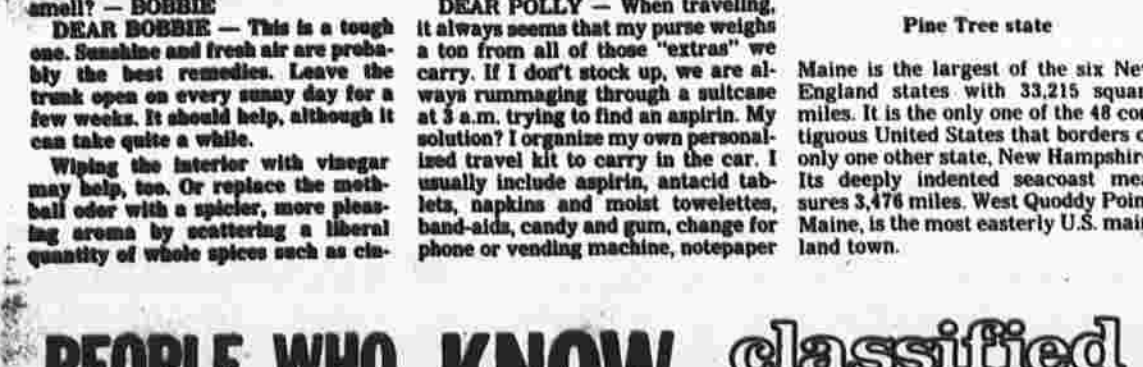 smell? — BOBBIE
DEAR BOBBIE — This is a tough
one. Sunshine and fresh air are proba-
bly the best remedies. Leave the
trunk open on every sunny day for a
few weeks. It should help, although it
can take quite a while.
Wiping the interior with vinegar
may help, too. Or replace the moth-
ball odor with a spicier, more pleas-
ing aroma by scattering a liberal
quantity of whole spices such as cin-
DEAR POLLY — When traveling,
it always seems that my purse weighs
a ton from all of those "extras" we
carry. If I don't stock up, we are al-
ways rummaging through a suitcase
at 3 a.m. trying to find an aspirin. My
solution? I organize my own personal-
ized travel kit to carry in the car. I
usually include aspirin, antacid tab-
lets, napkins and moist towelettes,
band-aids, candy and gum, change for
phone or vending machine, notepaper
Pine Tree state
Maine is the largest of the six Ne
England states with 33,215 squar
miles. It is the only one of the 48 co
tiguous United States that borders o
only one other state, New Hampshir
Its deeply indented seacoast mea
sures 3,476 miles. West Quoddy Poin
Maine, is the most easterly U.S. mai
land town.
PEOPLE WHO KNOW classified